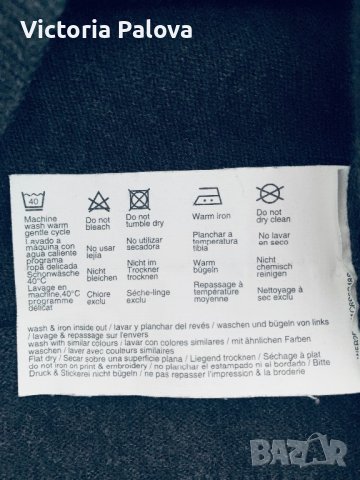 Victoria Palova
40
Machine
wash warm
gentle cycle
Do not
bleach
Do not
tumble dry
Warm iron
Do not
dry clean
Lavado a
máquina con
agua caliente
programa
ropa delicada
No usar
lejia
No utilizar
secadora
Planchar a
temperatura
tibia
No lavar
en seco
Schonwäsche
40°C
Nicht
bleichen
Nicht im
Trockner
trocknen
Warm
bügeln
Nicht
chemisch
reinigen
Lavage en
machine,40°C
programme
délicat
Chlore
exclu
Séche-linge
exclu
Repassage à
température
moyenne
Nettoyage à
sec exclu
wash & iron inside out / lavar y planchar del revés / waschen und bügeln von links
/ lavage & repassage sur l'envers
wash with similar colours / lavar con colores similares / mit ähnlichen Farben
waschen / laver avec couleurs similaires
Flat dry / Secar sobre una superficie plana / Liegend trocknen / Séchage à plat
do not iron on print & embroidery / no planchar el estampado ni el bordado / Bitte
Druck & Stickerei nicht bügeln / ne pas repasser l'impression & la broderie
BAZAR